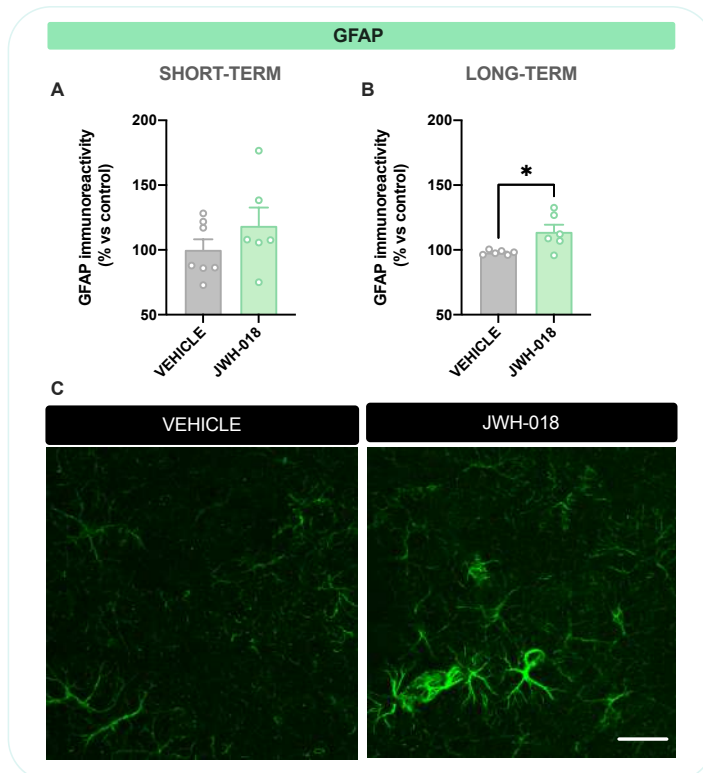 GFAP
SHORT-TERM
A
GFAP immunoreactivity
(% vs control)
200
150
100
50
VEHICLE
JWH-018
LONG-TERM
B
GFAP immunoreactivity
(% vs control)
200
150
100
50
*
VEHICLE
JWH-018
C
VEHICLE
JWH-018